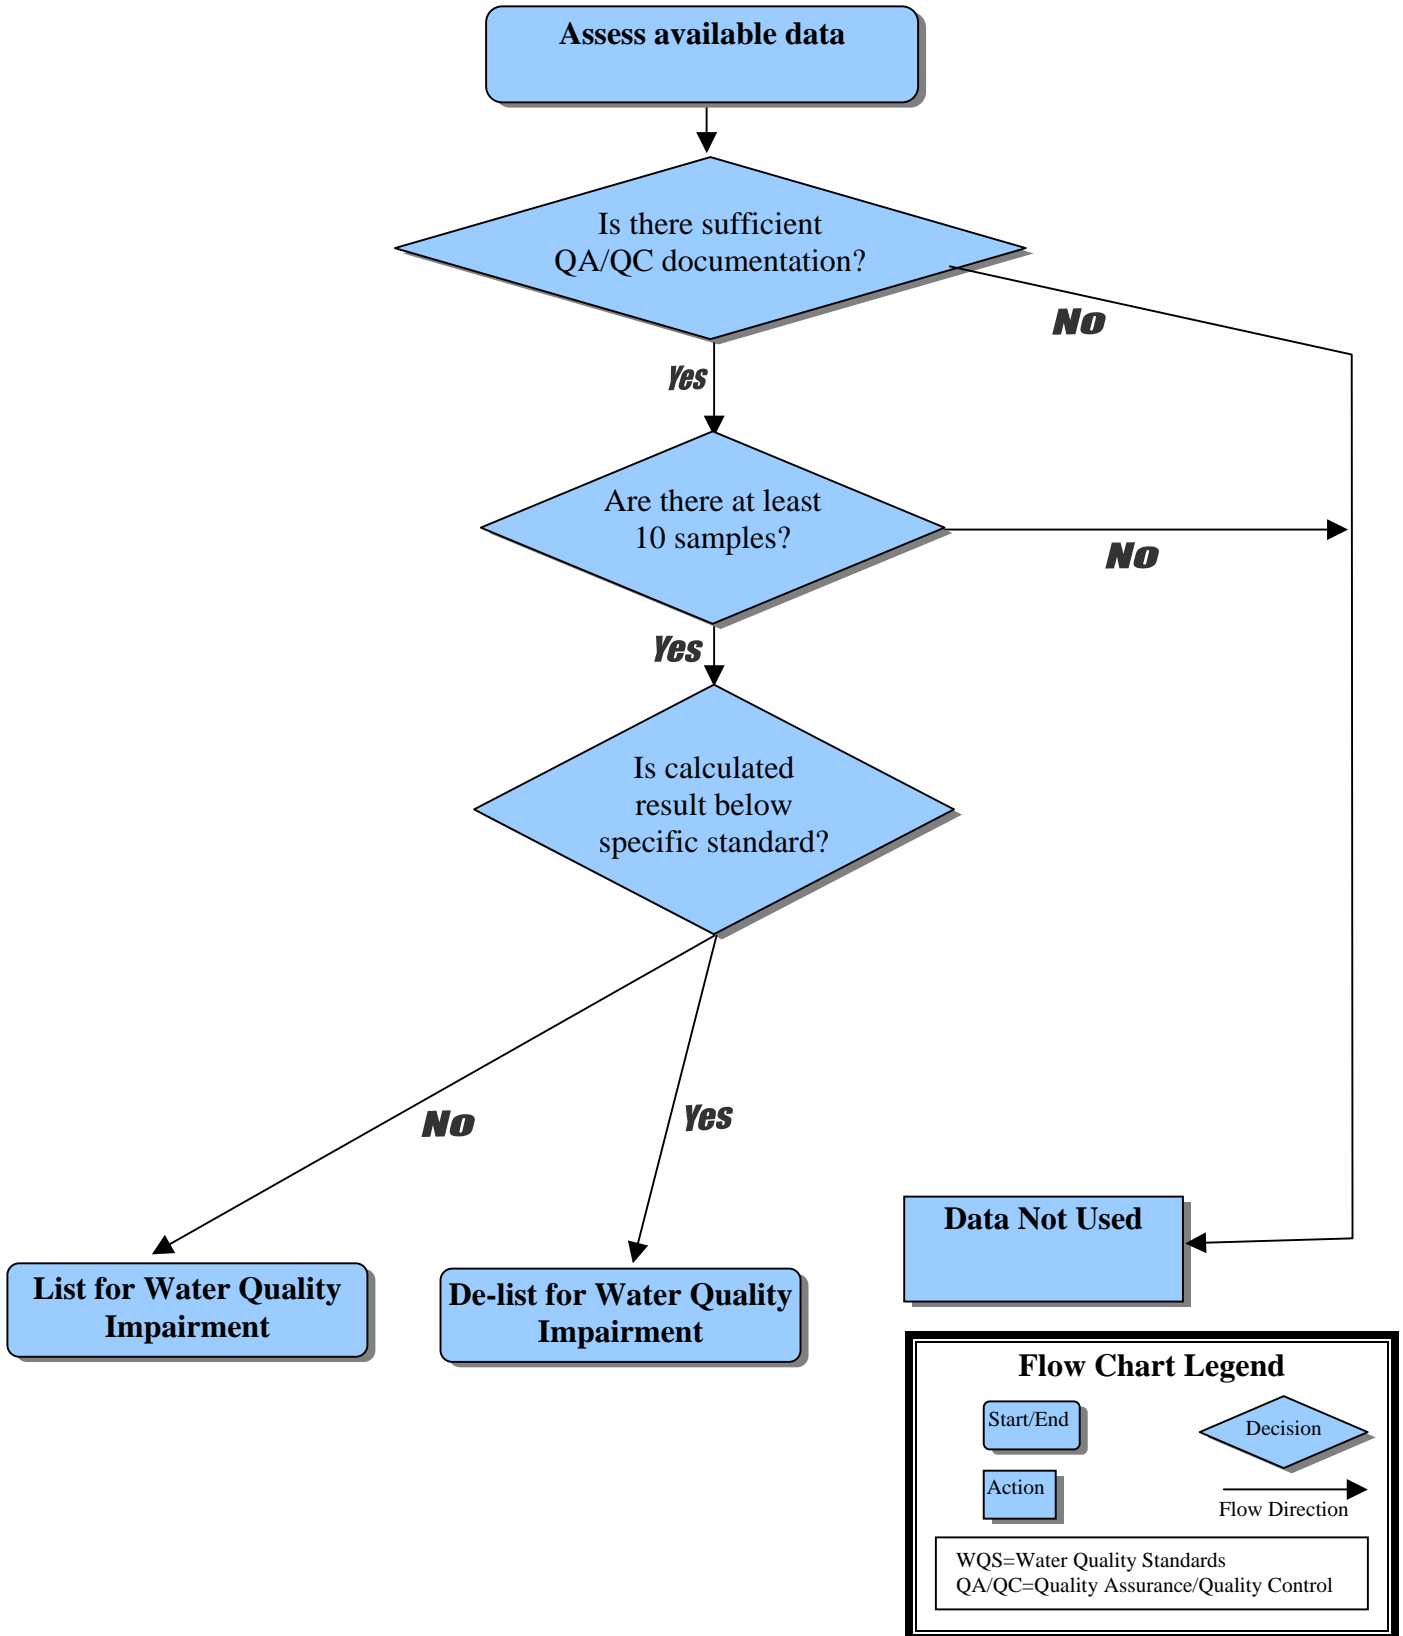 Assess available data
Is there sufficient
QA/QC documentation?
No
Yes
Are there at least
10 samples?
No
Yes
Is calculated
result below
specific standard?
No
Yes
Data Not Used
List for Water Quality
Impairment
De-list for Water Quality
Impairment
Flow Chart Legend
Start/End
Decision
Action
Flow Direction
WQS=Water Quality Standards
QA/QC=Quality Assurance/Quality Control